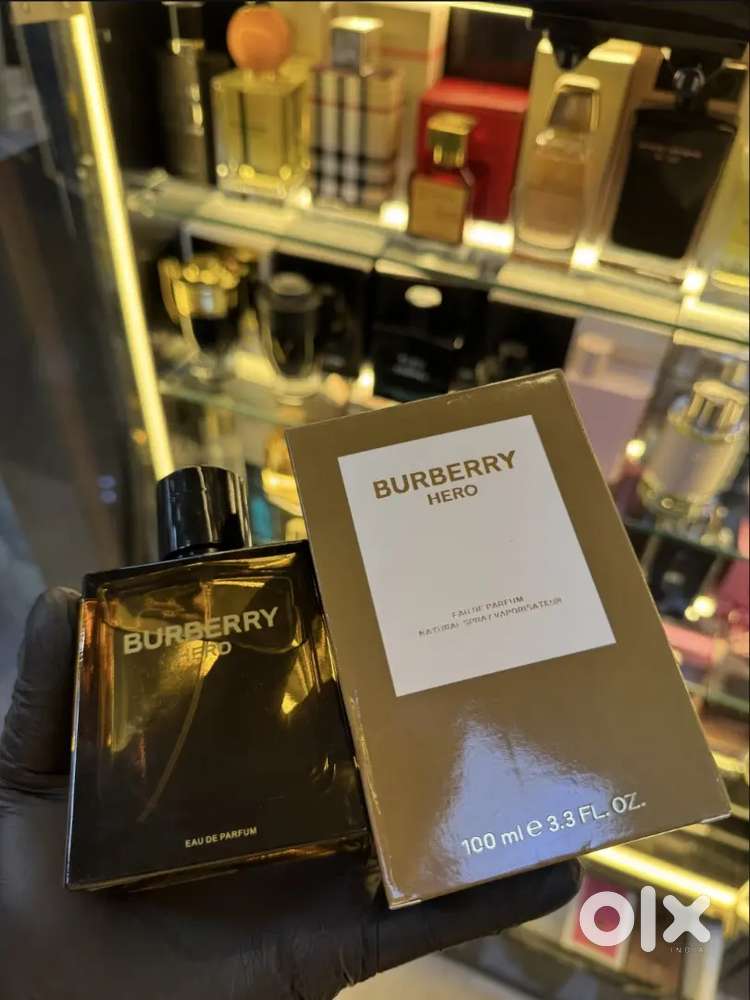 BURBERRY
HERO
EAU DE PARFUM
NATURAL SPRAY VAPORISATEUR
100 ml e 3.3 FL. OZ.
BURBERRY
HERO
EAU DE PARFUM
olx
INDIA